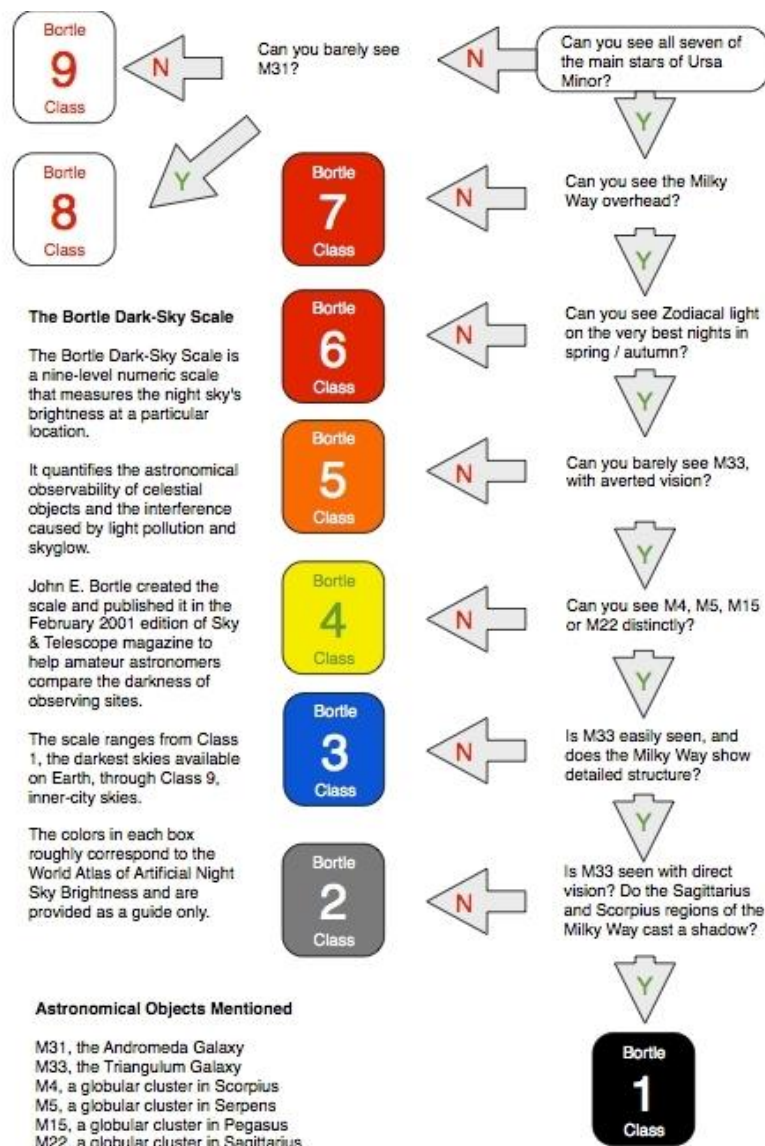 Can you see all seven of
the main stars of Ursa
Minor?
N
Can you barely see
M31?
N
Bortle
9
Class
Y
Bortle
8
Class
Y
Can you see the Milky
Way overhead?
N
Bortle
7
Class
Y
Can you see Zodiacal light
on the very best nights in
spring / autumn?
N
Bortle
6
Class
Y
Can you barely see M33,
with averted vision?
N
Bortle
5
Class
Y
Can you see M4, M5, M15
or M22 distinctly?
N
Bortle
4
Class
Y
Is M33 easily seen, and
does the Milky Way show
detailed structure?
N
Bortle
3
Class
Y
Is M33 seen with direct
vision? Do the Sagittarius
and Scorpius regions of the
Milky Way cast a shadow?
N
Bortle
2
Class
Y
Bortle
1
Class
The Bortle Dark-Sky Scale
The Bortle Dark-Sky Scale is
a nine-level numeric scale
that measures the night sky's
brightness at a particular
location.
It quantifies the astronomical
observability of celestial
objects and the interference
caused by light pollution and
skyglow.
John E. Bortle created the
scale and published it in the
February 2001 edition of Sky
& Telescope magazine to
help amateur astronomers
compare the darkness of
observing sites.
The scale ranges from Class
1, the darkest skies available
on Earth, through Class 9,
inner-city skies.
The colors in each box
roughly correspond to the
World Atlas of Artificial Night
Sky Brightness and are
provided as a guide only.
Astronomical Objects Mentioned
M31, the Andromeda Galaxy
M33, the Triangulum Galaxy
M4, a globular cluster in Scorpius
M5, a globular cluster in Serpens
M15, a globular cluster in Pegasus
M22, a globular cluster in Sagittarius